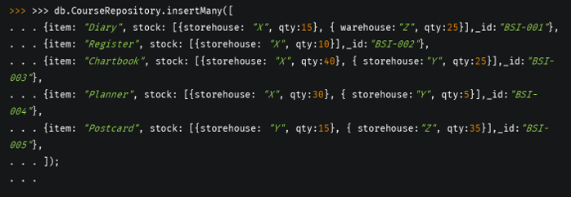 >>> >>> db.CourseRepository.insertMany([
. . . {item: "Diary", stock: [{storehouse: "X", qty:15}, { warehouse:"Z", qty:25}],_id:"BSI-001"},
. . . {item: "Register", stock: [{storehouse: "X", qty:10}],_id:"BSI-002"},
. . . {item: "Chartbook", stock: [{storehouse: "X", qty:40}, { storehouse:"Y", qty:25}],_id:"BSI-
003"},
. . . {item: "Planner", stock: [{storehouse: "X", qty:30}, { storehouse:"Y", qty:5}],_id:"BSI-
004"},
. . . {item: "Postcard", stock: [{storehouse: "Y", qty:15}, { storehouse:"Z", qty:35}],_id:"BSI-
005"},
. . . ]);
. . .